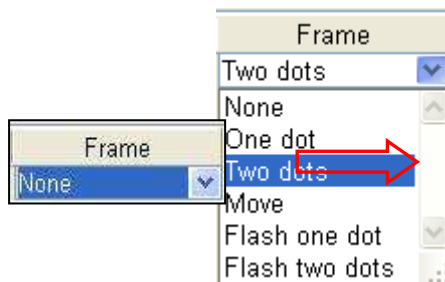 Frame
None
Frame
Two dots
None
One dot
Two dots
Move
Flash one dot
Flash two dots